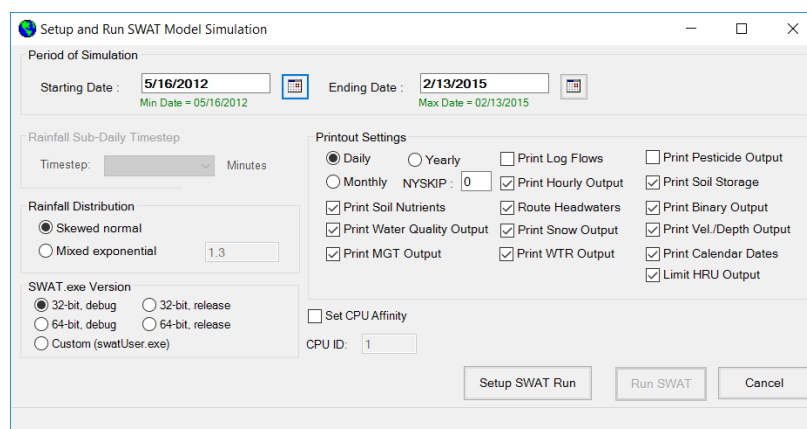 Setup and Run SWAT Model Simulation
Period of Simulation
Starting Date : 5/16/2012 Ending Date : 2/13/2015
Min Date = 05/16/2012 Max Date = 02/13/2015
Rainfall Sub-Daily Timestep
Timestep: Minutes
Rainfall Distribution
Skewed normal
Mixed exponential 1.3
SWAT.exe Version
32-bit, debug 32-bit, release
64-bit, debug 64-bit, release
Custom (swatUser.exe)
Printout Settings
Daily Yearly Print Log Flows Print Pesticide Output
Monthly NYSKIP : 0 Print Hourly Output Print Soil Storage
Print Soil Nutrients Route Headwaters Print Binary Output
Print Water Quality Output Print Snow Output Print Vel./Depth Output
Print MGT Output Print WTR Output Print Calendar Dates
Limit HRU Output
Set CPU Affinity
CPU ID: 1
Setup SWAT Run Run SWAT Cancel